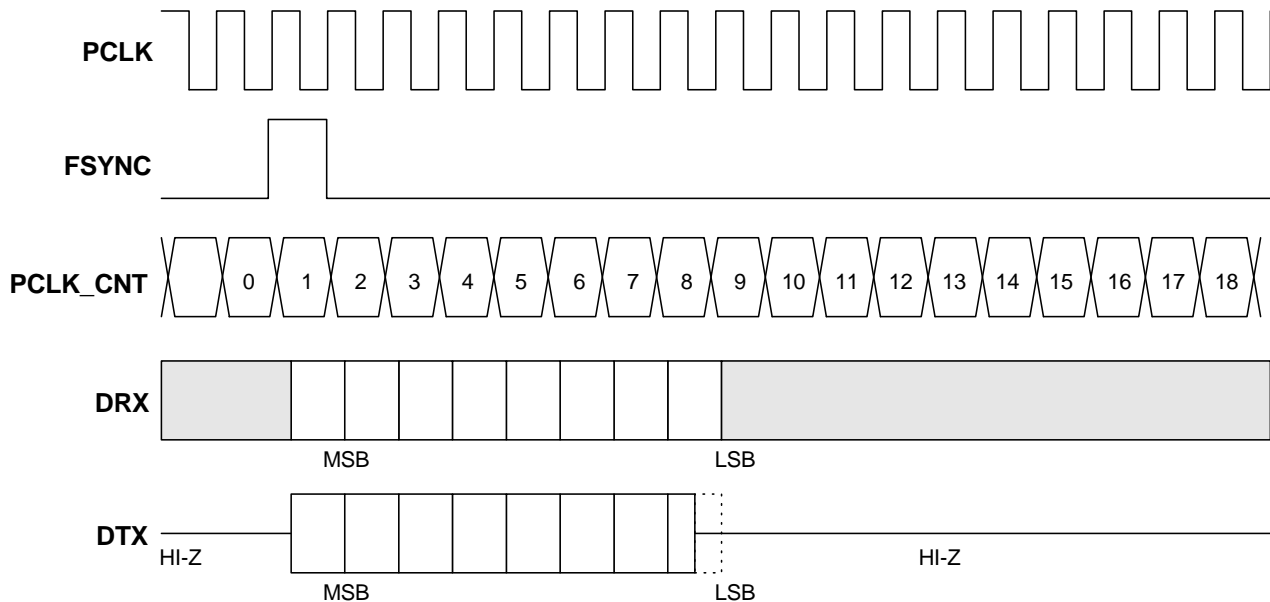 PCLK
FSYNC
PCLK_CNT 0 1 2 3 4 5 6 7 8 9 10 11 12 13 14 15 16 17 18
DRX
MSB LSB
DTX
HI-Z HI-Z
MSB LSB